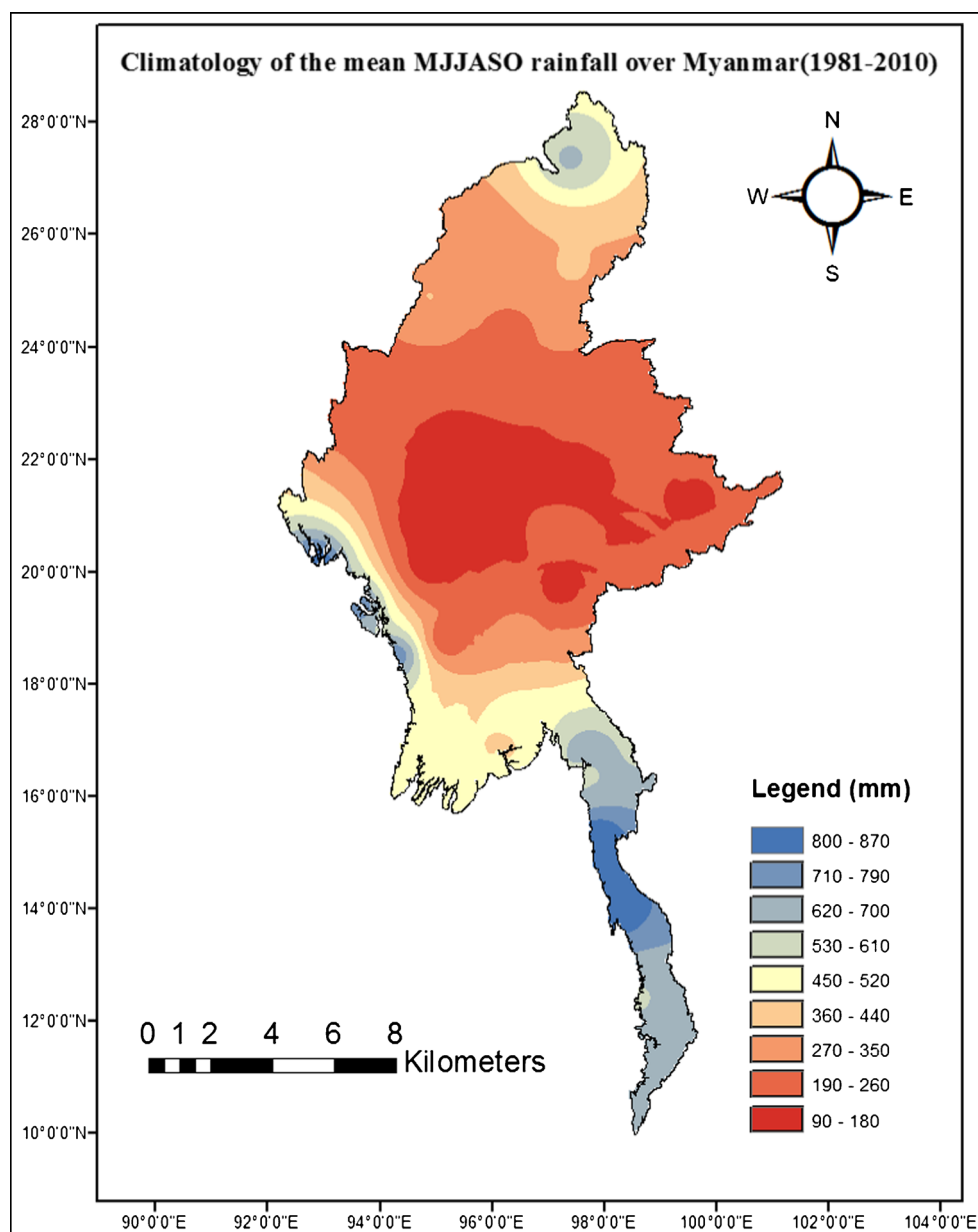 Climatology of the mean MJJASO rainfall over Myanmar(1981-2010)
28°0'0"N
26°0'0"N
24°0'0"N
22°0'0"N
20°0'0"N
18°0'0"N
16°0'0"N
14°0'0"N
12°0'0"N
10°0'0"N
N
W E
S
Legend (mm)
800 - 870
710 - 790
620 - 700
530 - 610
450 - 520
360 - 440
270 - 350
190 - 260
90 - 180
0 1 2 4 6 8
Kilometers
90°0'0"E 92°0'0"E 94°0'0"E 96°0'0"E 98°0'0"E 100°0'0"E 102°0'0"E 104°0'0"E